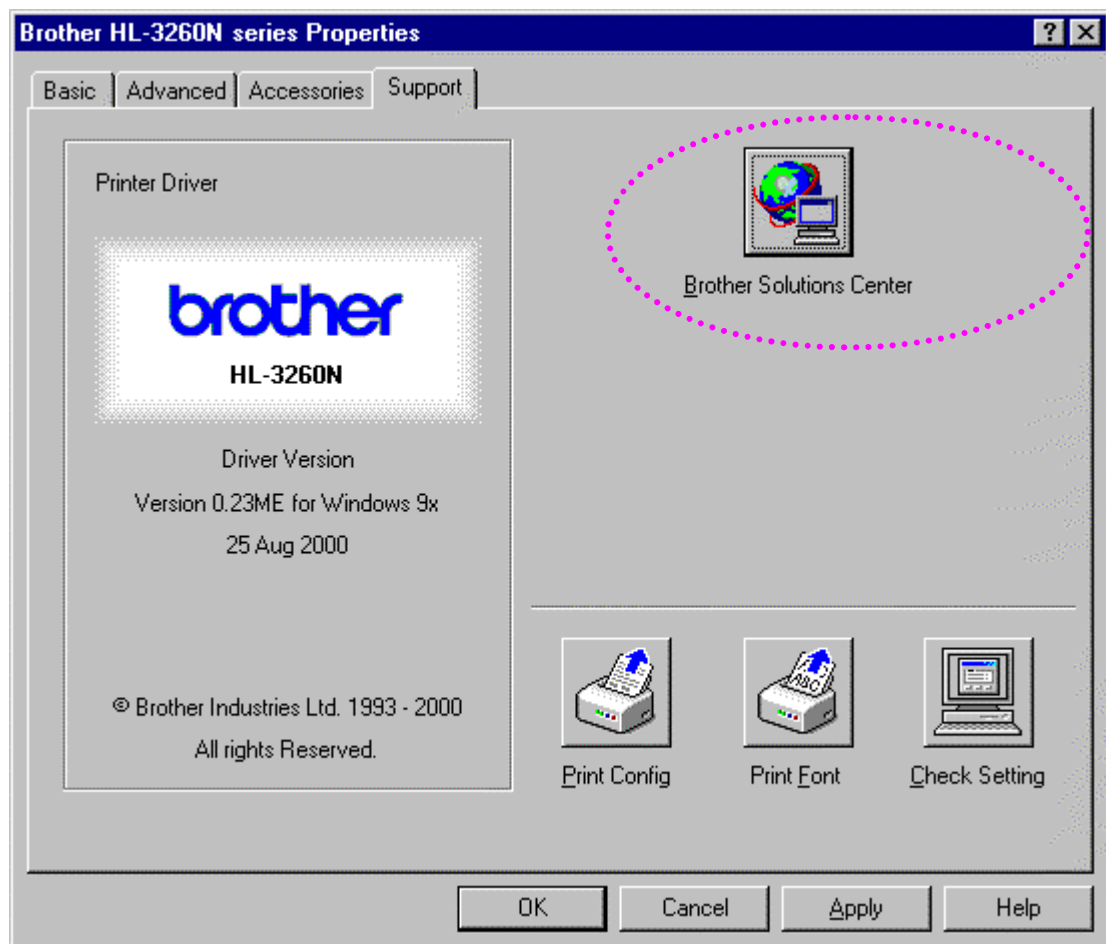 Brother HL-3260N series Properties
Basic Advanced Accessories Support
Printer Driver
brother
HL-3260N
Driver Version
Version 0.23ME for Windows 9x
25 Aug 2000
© Brother Industries Ltd. 1993 - 2000
All rights Reserved.
Brother Solutions Center
Print Config Print Font Check Setting
OK Cancel Apply Help